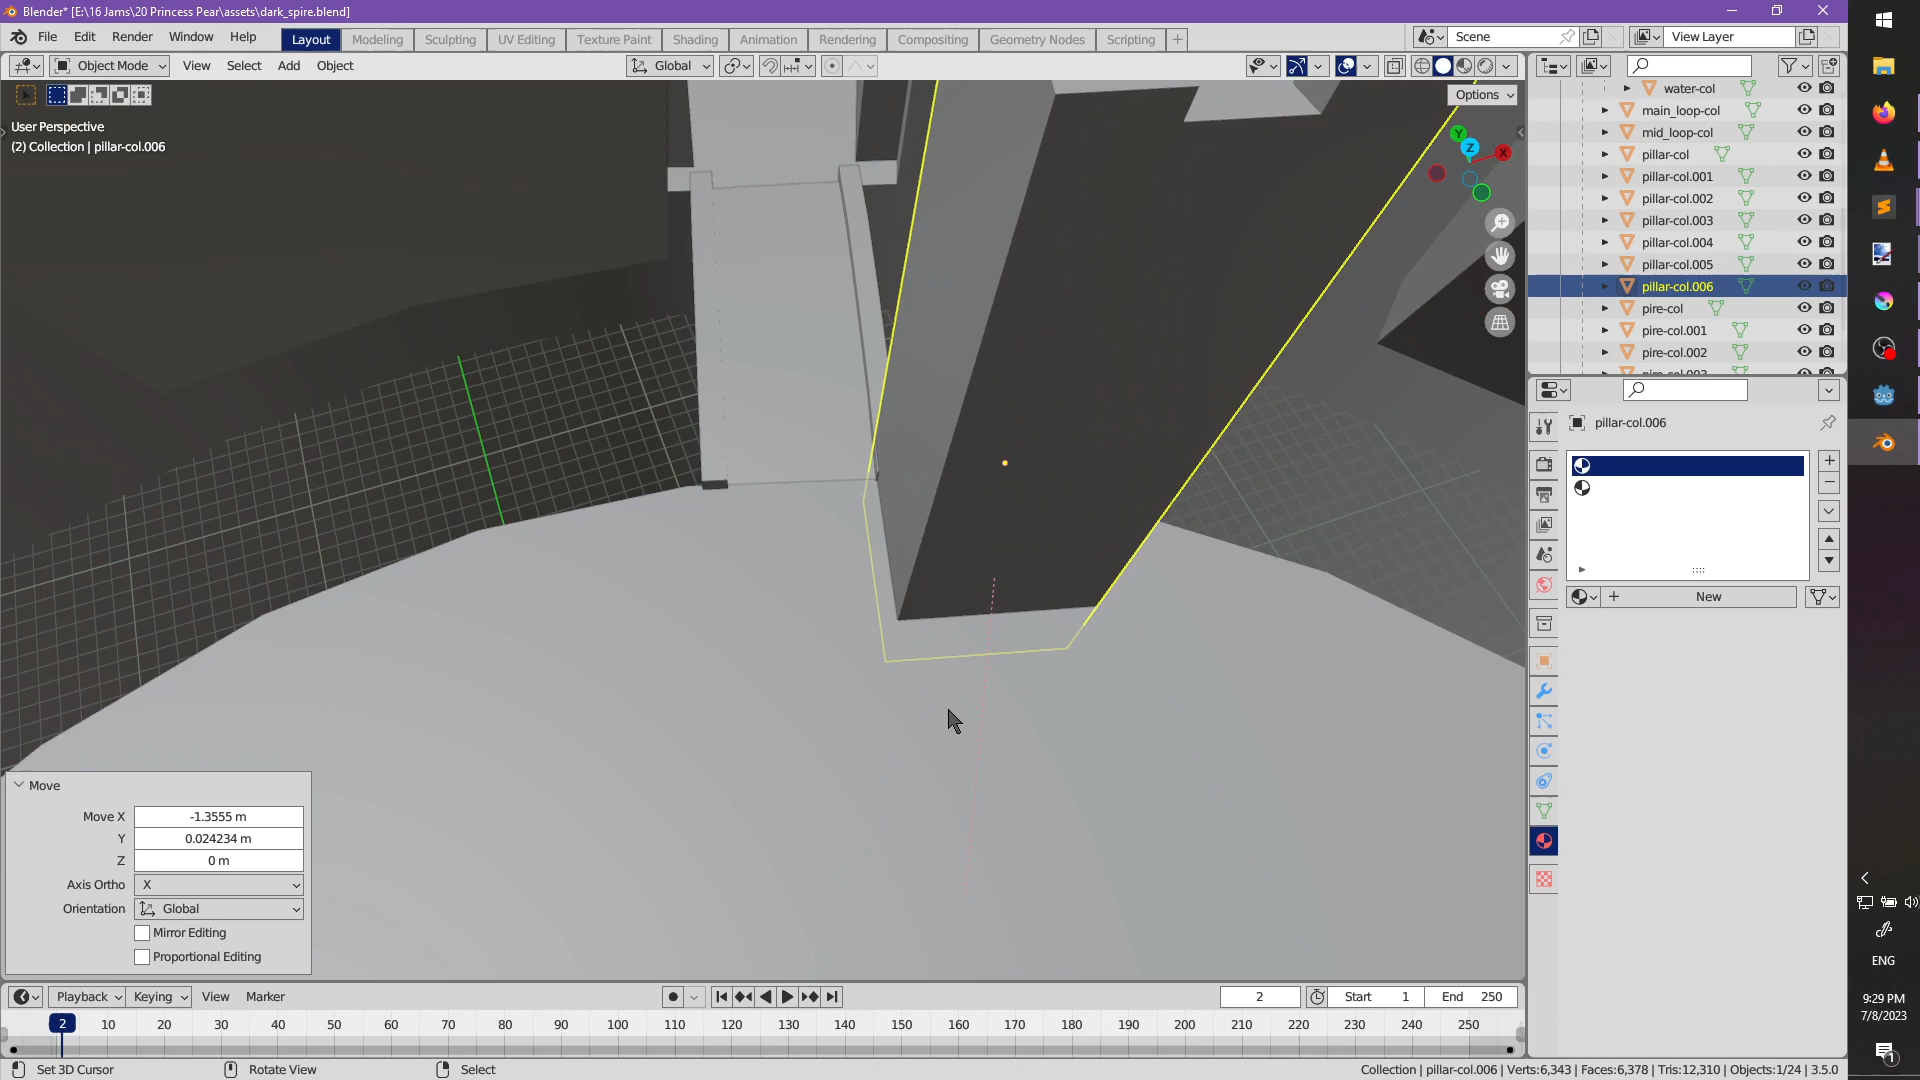 Blender* [E:\16 Jams\20 Princess Pear\assets\dark_spire.blend]
File Edit Render Window Help Layout Modeling Sculpting UV Editing Texture Paint Shading Animation Rendering Compositing Geometry Nodes Scripting + Scene View Layer
Object Mode View Select Add Object Global
Options
User Perspective
(2) Collection | pillar-col.006
Y
Z
X
water-col
main_loop-col
mid_loop-col
pillar-col
pillar-col.001
pillar-col.002
pillar-col.003
pillar-col.004
pillar-col.005
pillar-col.006
pire-col
pire-col.001
pire-col.002
pillar-col.006
New
Move
Move X -1.3555 m
Y 0.024234 m
Z 0 m
Axis Ortho X
Orientation Global
Mirror Editing
Proportional Editing
Playback Keying View Marker 2 Start 1 End 250
2 10 20 30 40 50 60 70 80 90 100 110 120 130 140 150 160 170 180 190 200 210 220 230 240 250
Set 3D Cursor Rotate View Select Collection | pillar-col.006 | Verts:6,343 | Faces:6,378 | Tris:12,310 | Objects:1/24 | 3.5.0
ENG
9:29 PM
7/8/2023
1